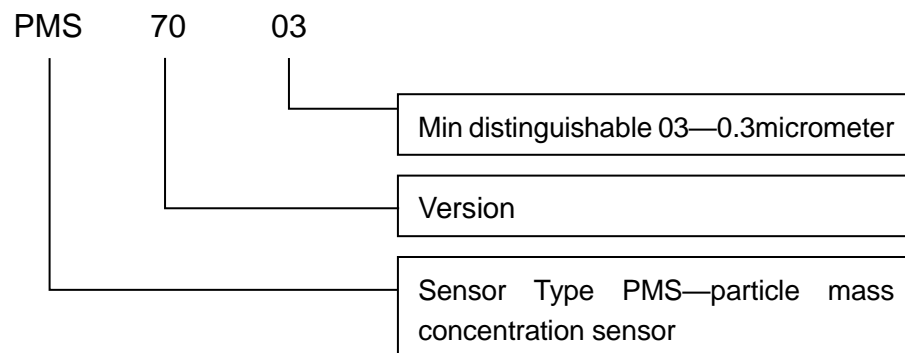 PMS 70 03
Min distinguishable 03—0.3micrometer
Version
Sensor Type PMS—particle mass
concentration sensor